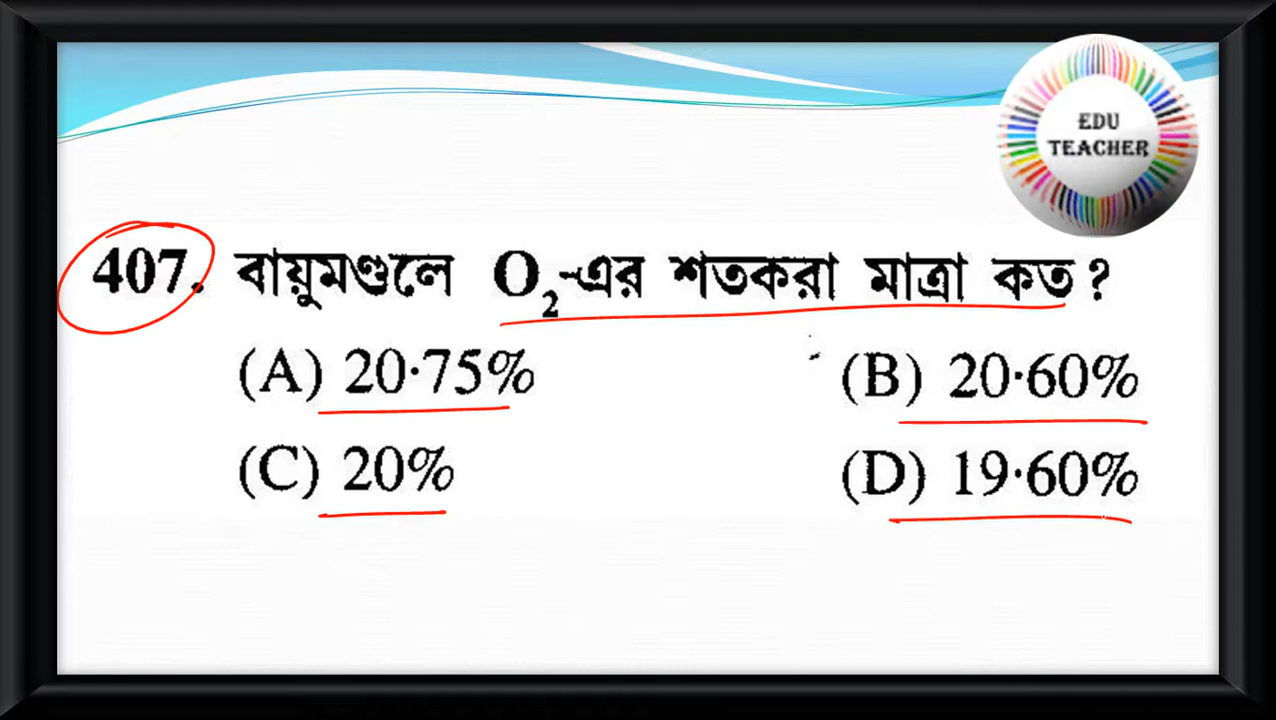 EDU
TEACHER
407. বায়ুমণ্ডলে O₂-এর শতকরা মাত্রা কত ?
(A) 20·75% (B) 20·60%
(C) 20% (D) 19·60%